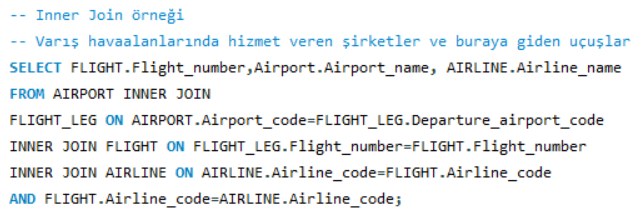 -- Inner Join örneği
-- Varış havaalanlarında hizmet veren şirketler ve buraya giden uçuşlar
SELECT FLIGHT.Flight_number,Airport.Airport_name, AIRLINE.Airline_name
FROM AIRPORT INNER JOIN
FLIGHT_LEG ON AIRPORT.Airport_code=FLIGHT_LEG.Departure_airport_code
INNER JOIN FLIGHT ON FLIGHT_LEG.Flight_number=FLIGHT.Flight_number
INNER JOIN AIRLINE ON AIRLINE.Airline_code=FLIGHT.Airline_code
AND FLIGHT.Airline_code=AIRLINE.Airline_code;